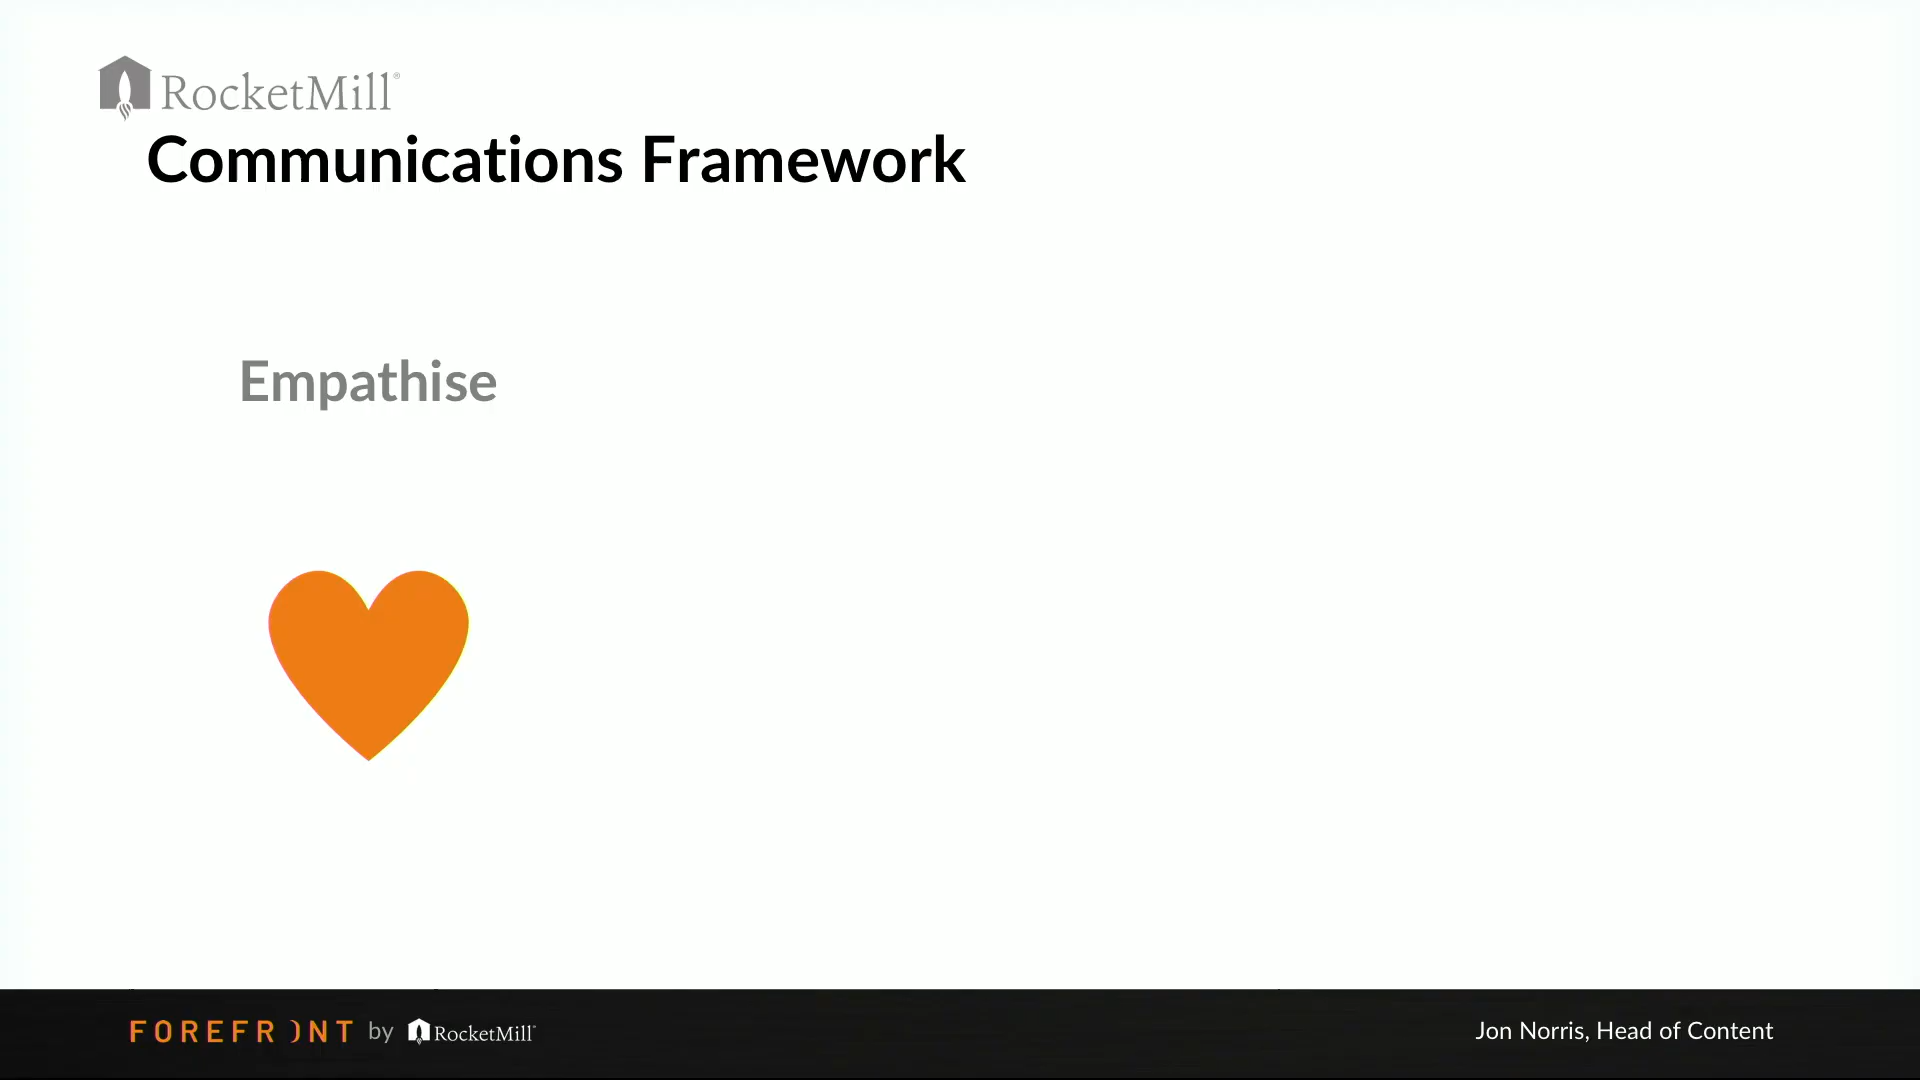 RocketMill®
Communications Framework
Empathise
FOREFRONT by RocketMill
Jon Norris, Head of Content